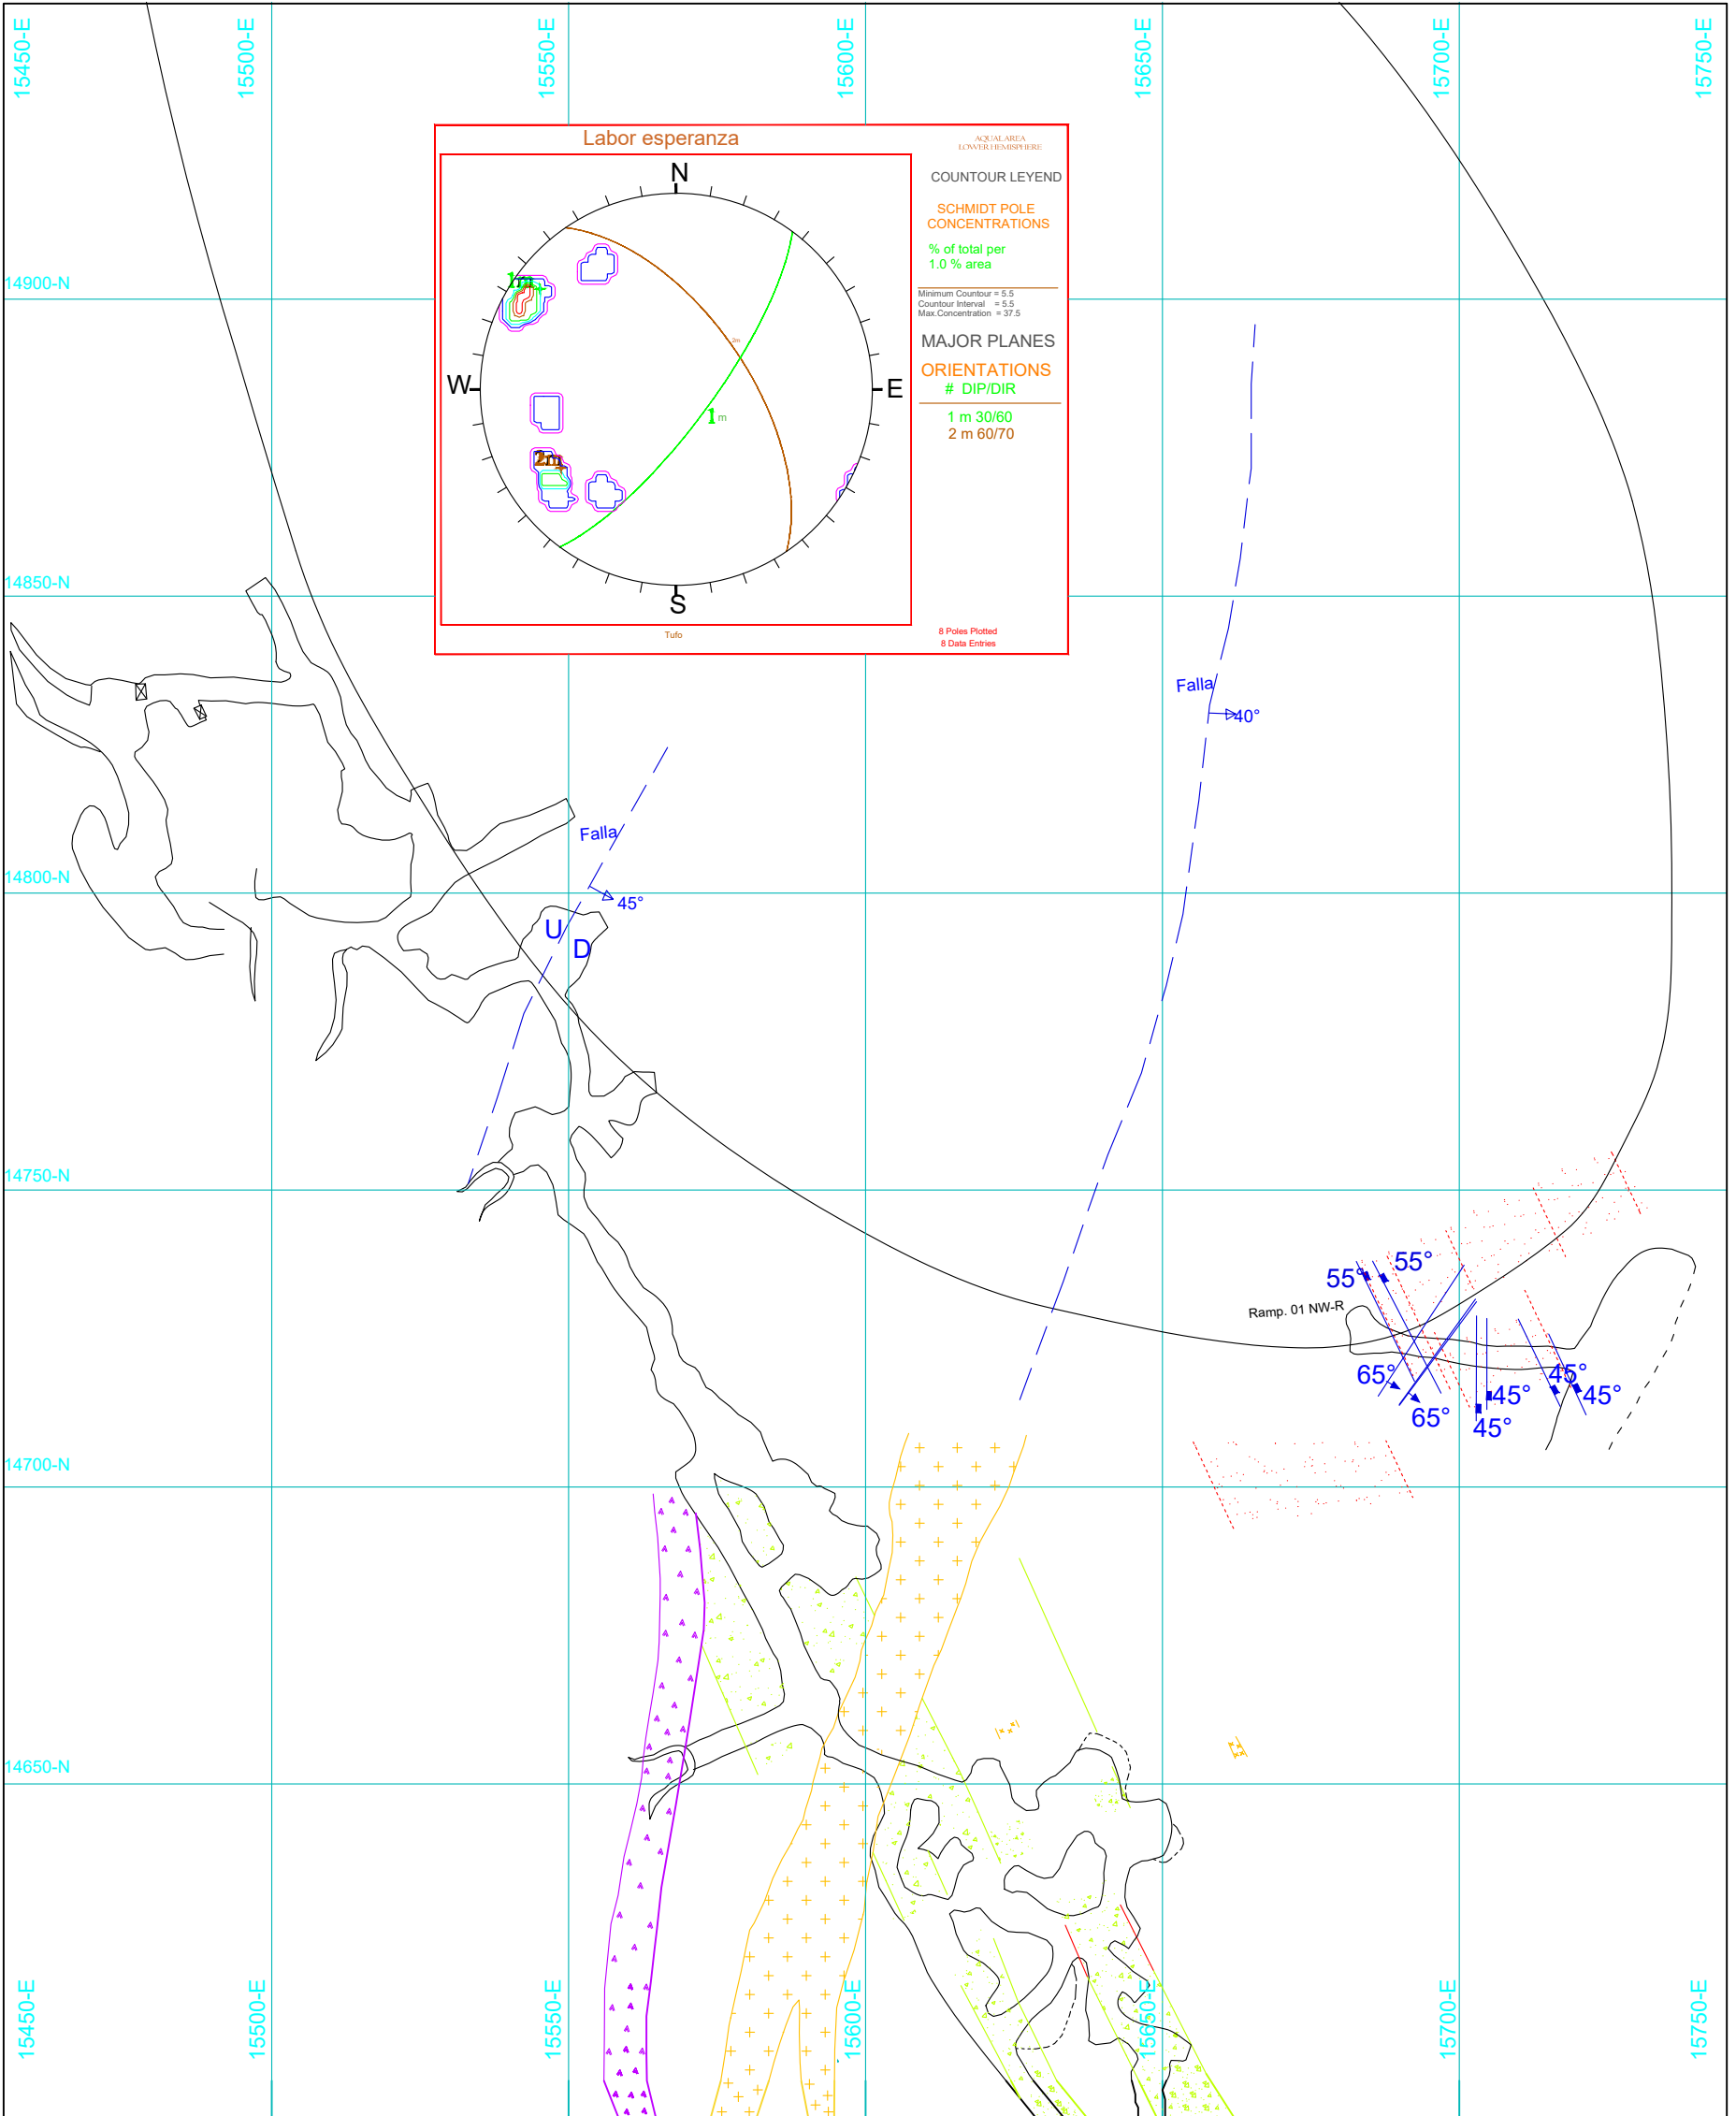 15450-E
15500-E
15550-E
15600-E
15650-E
15700-E
15750-E
Labor esperanza
AQUAL AREA
LOWER HEMISPHERE
N
COUNTOUR LEYEND
SCHMIDT POLE
CONCENTRATIONS
% of total per
1.0 % area
14900-N
1m
Minimum Countour = 5.5
Countour Interval = 5.5
Max.Concentration = 37.5
2m
MAJOR PLANES
W
E
ORIENTATIONS
# DIP/DIR
1 m
1 m 30/60
2 m 60/70
2m
14850-N
S
Tufo
8 Poles Plotted
8 Data Entries
Falla
40°
Falla
14800-N
45°
U
D
14750-N
55°
55°
Ramp. 01 NW-R
65°
65°
45°
45°
45°
45°
14700-N
14650-N
15450-E
15500-E
15550-E
15600-E
15650-E
15700-E
15750-E